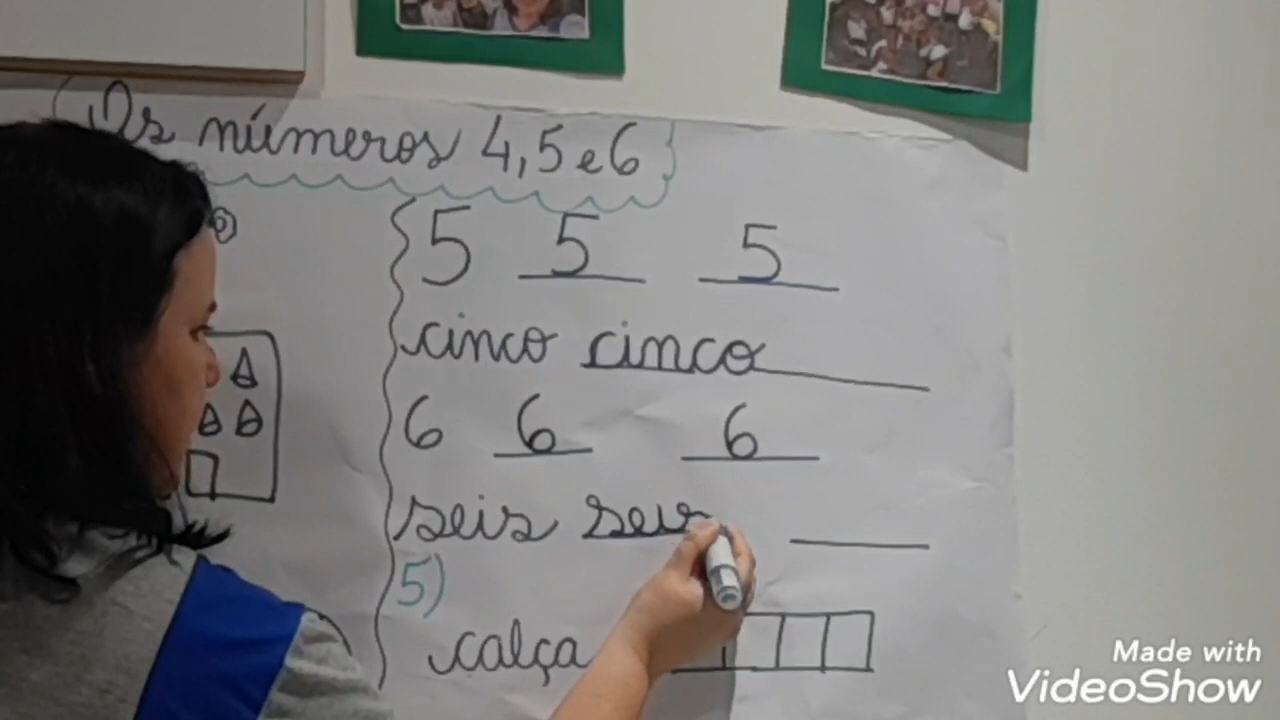 Os números 4, 5 e 6
5 5 5
cinco cinco
6 6 6
seis seis
5)
calça
Made with
VideoShow